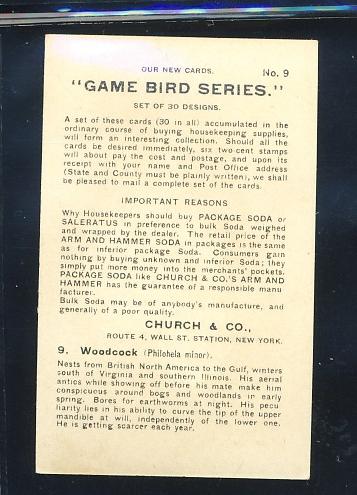 OUR NEW CARDS. No. 9
"GAME BIRD SERIES."
SET OF 30 DESIGNS.
A set of these cards (30 in all) accumulated in the
ordinary course of buying housekeeping supplies,
will form an interesting collection. Should all the
cards be desired immediately, six two-cent stamps
will about pay the cost and postage, and upon its
receipt with your name and Post Office address
(State and County must be plainly written), we shall
be pleased to mail a complete set of the cards.
IMPORTANT REASONS
Why Housekeepers should buy PACKAGE SODA or
SALERATUS in preference to bulk Soda weighed
and wrapped by the dealer. The retail price of the
ARM AND HAMMER SODA in packages is the same
as for inferior package Soda. Consumers gain
nothing by buying unknown and inferior Soda; they
simply put more money into the merchants' pockets.
PACKAGE SODA like CHURCH & CO.'S ARM AND
HAMMER has the guarantee of a responsible manu
facturer.
Bulk Soda may be of anybody's manufacture, and
generally of a poor quality.
CHURCH & CO.,
ROUTE 4, WALL ST. STATION, NEW YORK.
9. Woodcock (Philohela minor).
Nests from British North America to the Gulf, winters
south of Virginia and southern Illinois. His aerial
antics while showing off before his mate make him
conspicuous around bogs and woodlands in early
spring. Bores for earthworms at night. His pecu
liarity lies in his ability to curve the tip of the upper
mandible at will, independently of the lower one.
He is getting scarcer each year.